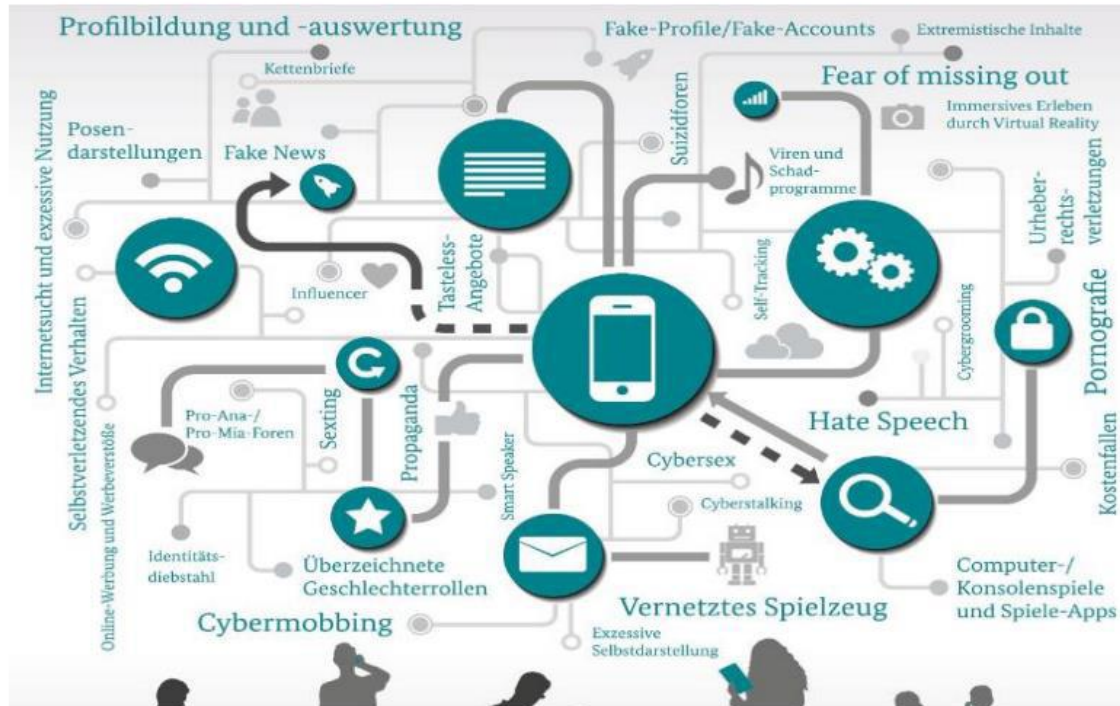 Profilbildung und -auswertung
Fake-Profile/Fake-Accounts
Extremistische Inhalte
Kettenbriefe
Fear of missing out
Immersives Erleben
durch Virtual Reality
Internetsucht und exzessive Nutzung
Posen-
darstellungen
Fake News
Suizidforen
Viren und
Schad-
programme
Urheber-
rechts-
verletzungen
Influencer
Tasteless-
Angebote
Self-Tracking
Cybergrooming
Pornografie
Selbstverletzendes Verhalten
Online-Werbung und Werbeverstöße
Pro-Ana-/
Pro-Mia-Foren
Sexting
Propaganda
Hate Speech
Smart Speaker
Cybersex
Cyberstalking
Kostenfallen
Identitäts-
diebstahl
Überzeichnete
Geschlechterrollen
Cybermobbing
Vernetztes Spielzeug
Exzessive
Selbstdarstellung
Computer-/
Konsolenspiele
und Spiele-Apps